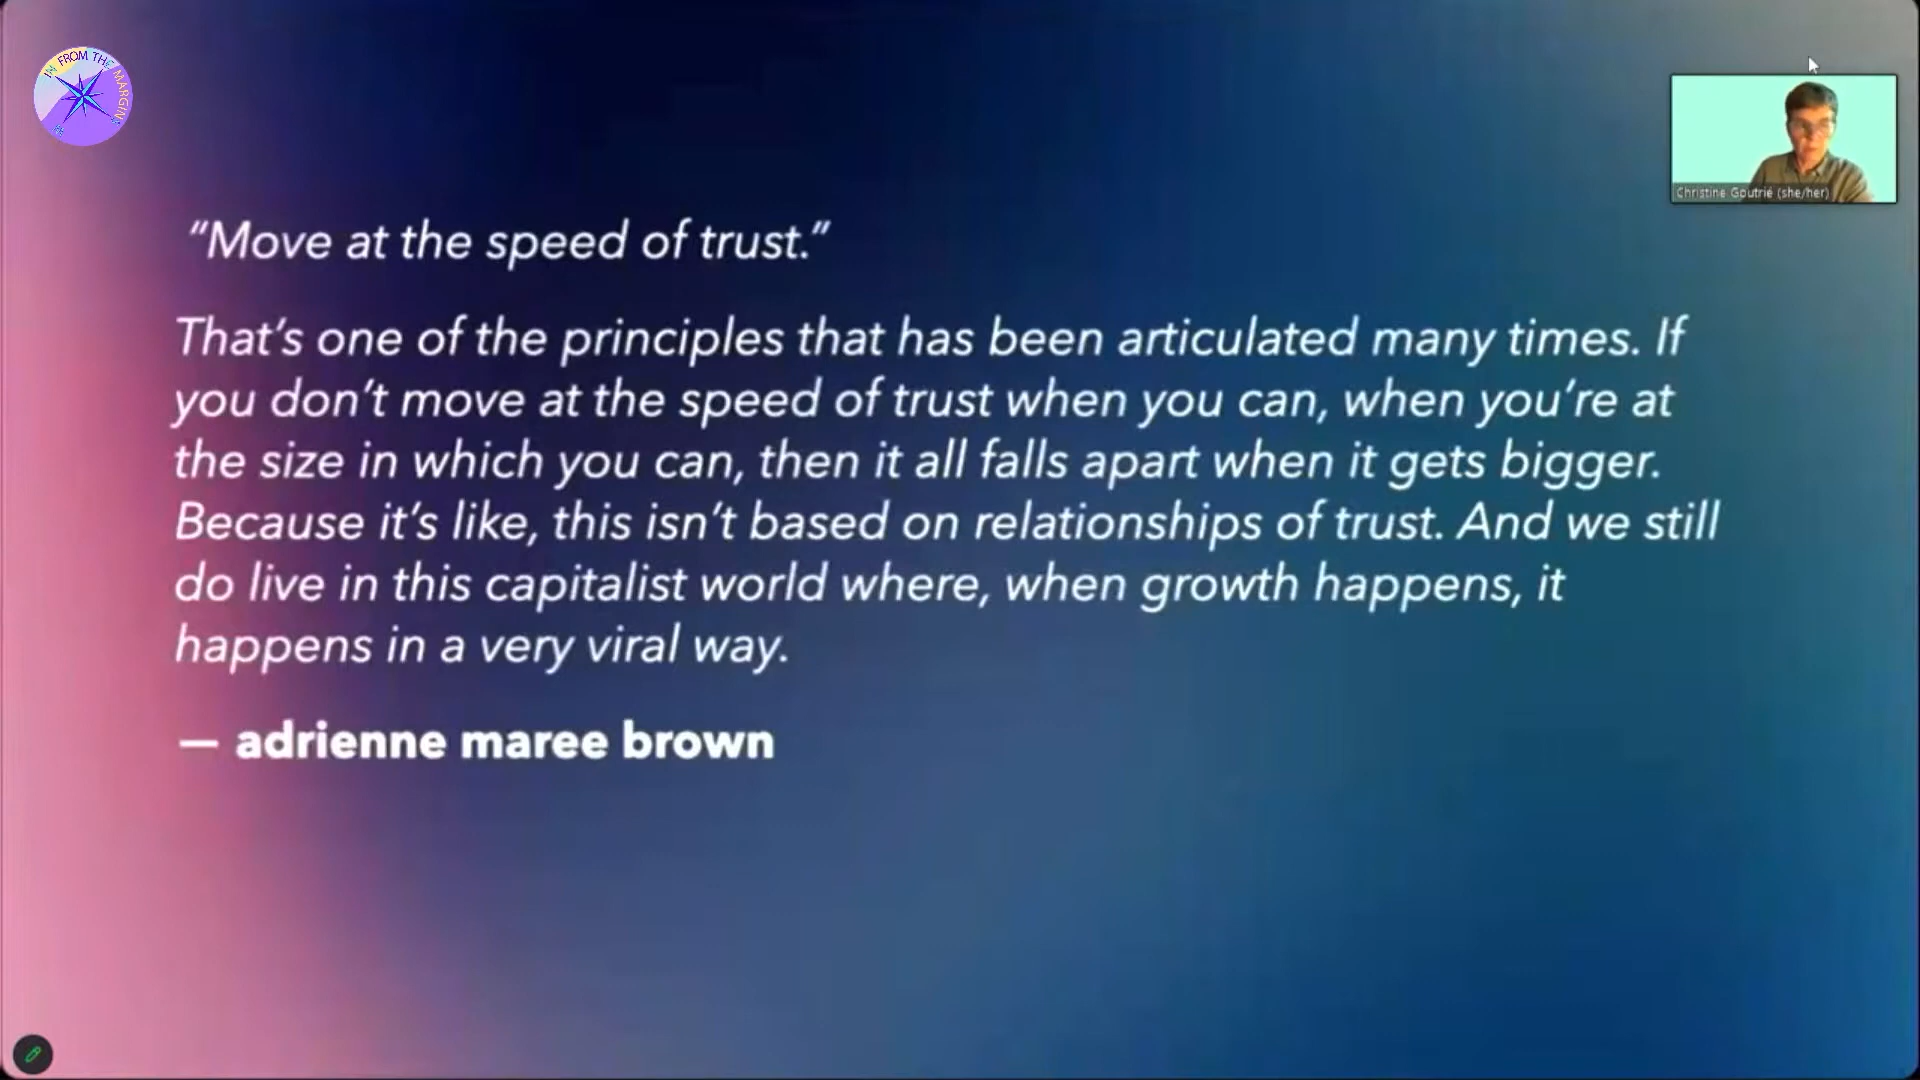 IN FROM THE MARGINS
Christine Goutrié (she/her)
“Move at the speed of trust.”
That’s one of the principles that has been articulated many times. If
you don’t move at the speed of trust when you can, when you’re at
the size in which you can, then it all falls apart when it gets bigger.
Because it’s like, this isn’t based on relationships of trust. And we still
do live in this capitalist world where, when growth happens, it
happens in a very viral way.
— adrienne maree brown